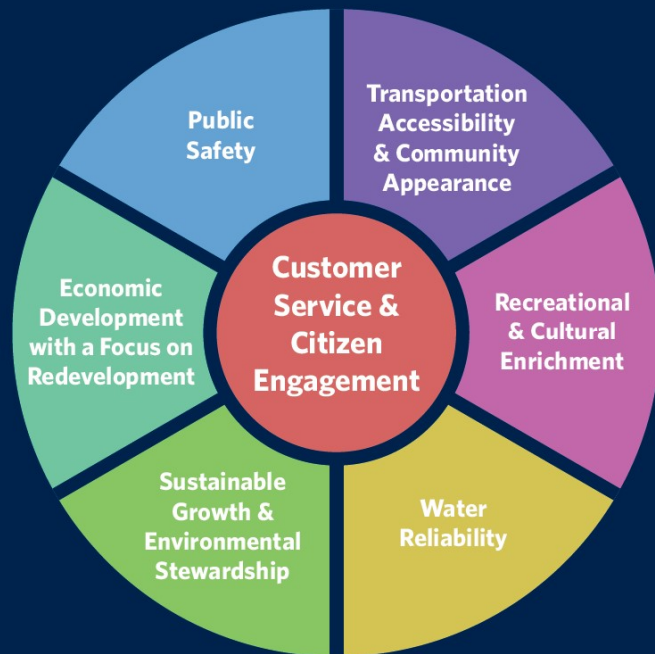 Public
Safety
Transportation
Accessibility
& Community
Appearance
Economic
Development
with a Focus on
Redevelopment
Customer
Service &
Citizen
Engagement
Recreational
& Cultural
Enrichment
Sustainable
Growth &
Environmental
Stewardship
Water
Reliability